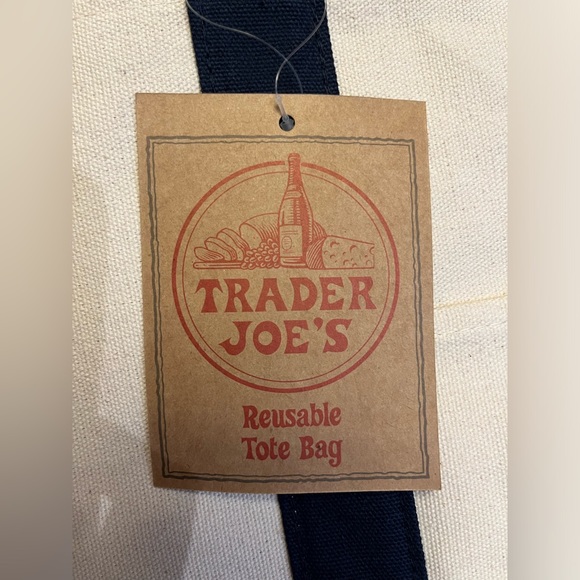 TRADER
JOE'S
Reusable
Tote Bag